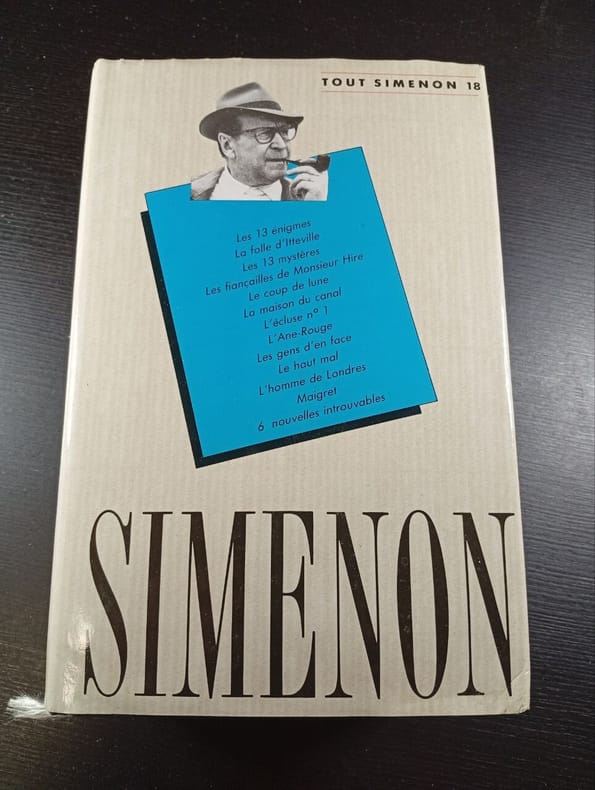 TOUT SIMENON 18
Les 13 énigmes
La folle d'Itteville
Les 13 mystères
Les fiançailles de Monsieur Hire
Le coup de lune
La maison du canal
L'écluse nº 1
L'Ane-Rouge
Les gens d'en face
Le haut mal
L'homme de Londres
Maigret
6 nouvelles introuvables
SIMENON